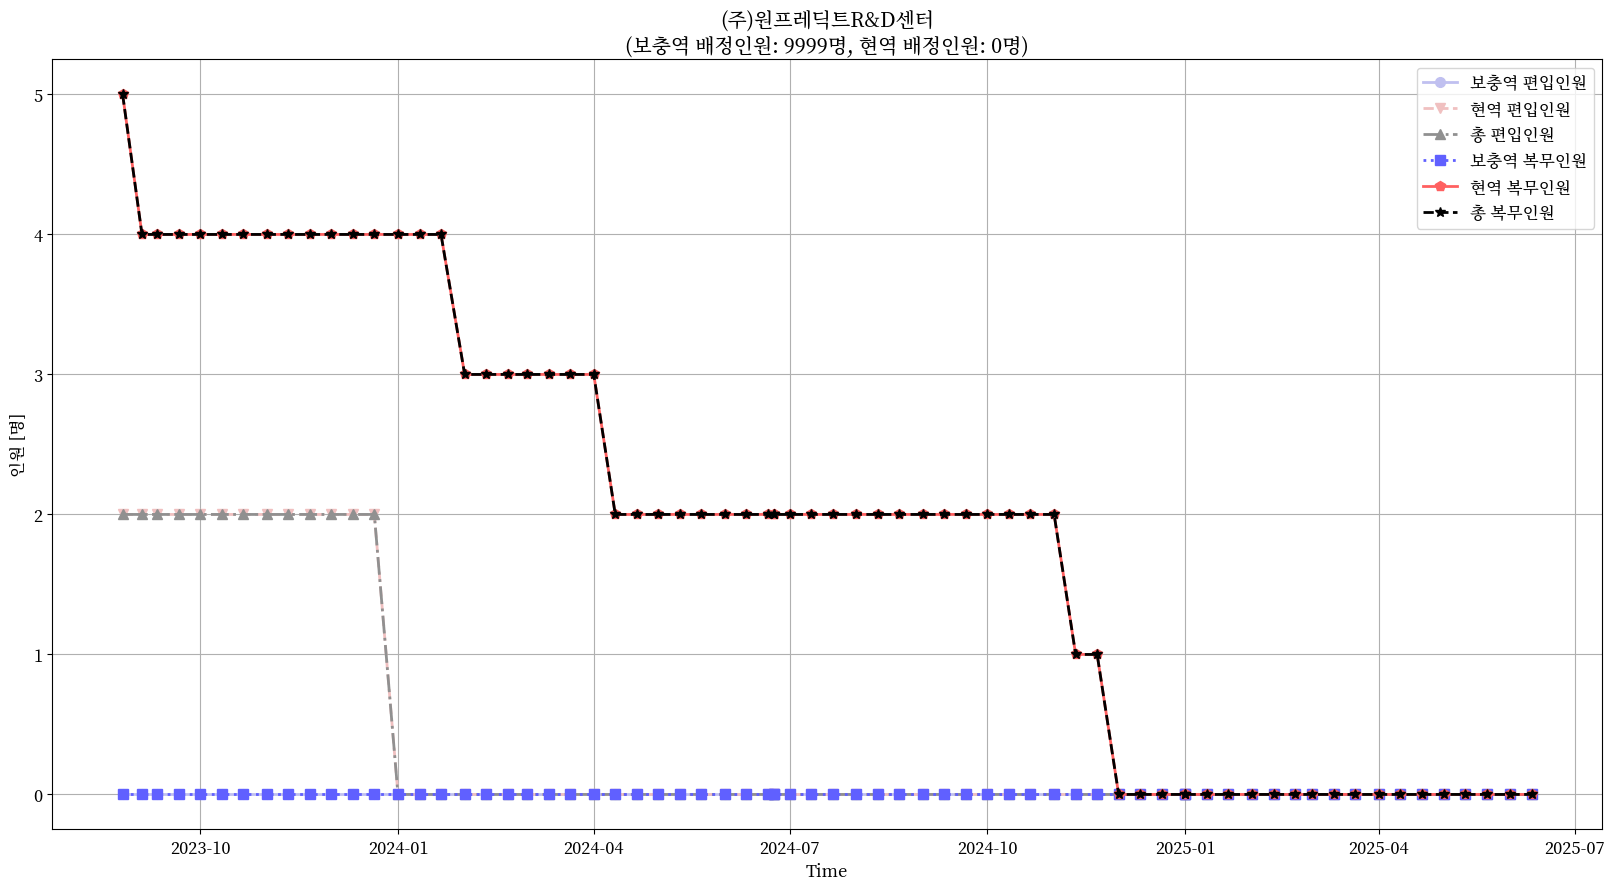 (주)원프레딕트R&D센터
(보충역 배정인원: 9999명, 현역 배정인원: 0명)
보충역 편입인원
현역 편입인원
총 편입인원
보충역 복무인원
현역 복무인원
총 복무인원
인원 [명]
5
4
3
2
1
0
2023-10
2024-01
2024-04
2024-07
2024-10
2025-01
2025-04
2025-07
Time